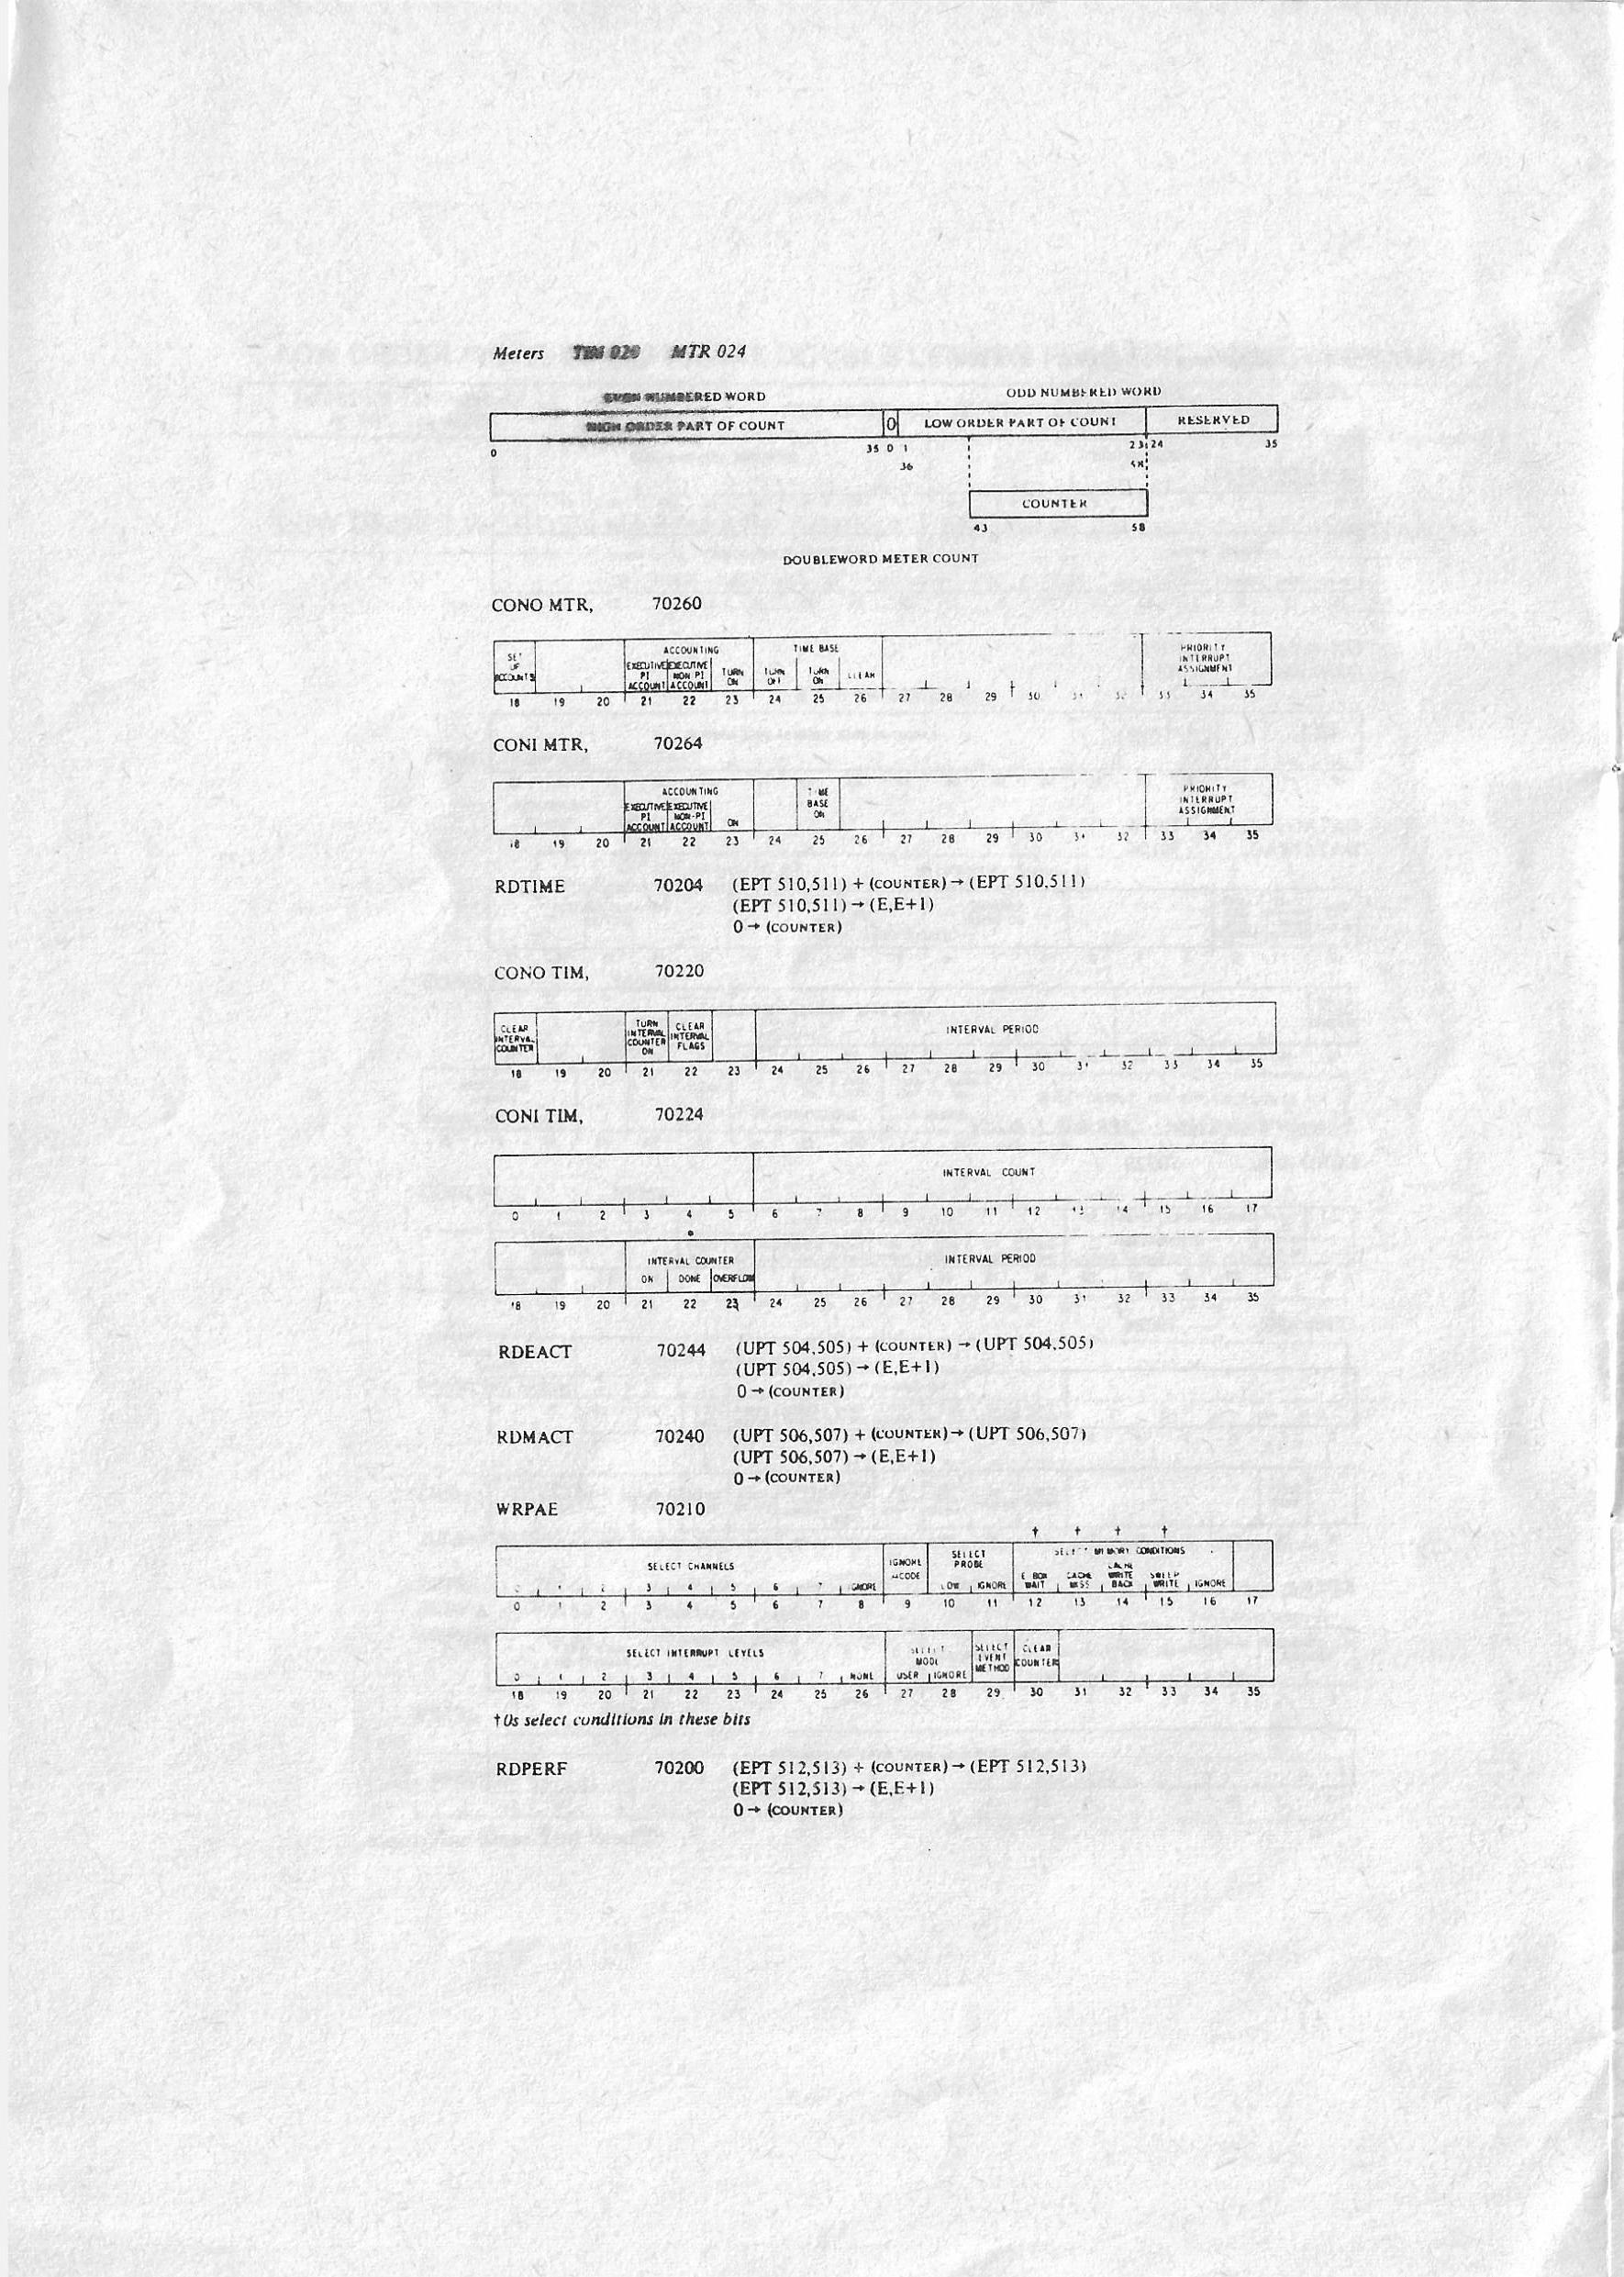 Meters TIM 020 MTR 024
EVEN NUMBERED WORD ODD NUMBERED WORD
HIGH ORDER PART OF COUNT 0 LOW ORDER PART OF COUNT RESERVED
0 35 0 1 23 24 35
36 58
COUNTER
43 58
DOUBLEWORD METER COUNT
CONO MTR, 70260
SET UP ACCOUNTS ACCOUNTING EXECUTIVE PI ACCOUNT EXECUTIVE NON PI ACCOUNT TURN ON TIME BASE TURN OFF TURN ON CLEAR PRIORITY INTERRUPT ASSIGNMENT
18 19 20 21 22 23 24 25 26 27 28 29 30 31 32 33 34 35
CONI MTR, 70264
ACCOUNTING EXECUTIVE PI ACCOUNT EXECUTIVE NON-PI ACCOUNT ON TIME BASE ON PRIORITY INTERRUPT ASSIGNMENT
18 19 20 21 22 23 24 25 26 27 28 29 30 31 32 33 34 35
RDTIME 70204 (EPT 510,511) + (COUNTER) → (EPT 510,511)
(EPT 510,511) → (E,E+1)
0 → (COUNTER)
CONO TIM, 70220
CLEAR INTERVAL COUNTER TURN INTERVAL COUNTER ON CLEAR INTERVAL FLAGS INTERVAL PERIOD
18 19 20 21 22 23 24 25 26 27 28 29 30 31 32 33 34 35
CONI TIM, 70224
INTERVAL COUNT
0 1 2 3 4 5 6 7 8 9 10 11 12 13 14 15 16 17
INTERVAL COUNTER ON DONE OVERFLOW INTERVAL PERIOD
18 19 20 21 22 23 24 25 26 27 28 29 30 31 32 33 34 35
RDEACT 70244 (UPT 504,505) + (COUNTER) → (UPT 504,505)
(UPT 504,505) → (E,E+1)
0 → (COUNTER)
RDMACT 70240 (UPT 506,507) + (COUNTER) → (UPT 506,507)
(UPT 506,507) → (E,E+1)
0 → (COUNTER)
WRPAE 70210
† † † †
SELECT CHANNELS IGNORE μCODE SELECT PROBE SELECT MEMORY CONDITIONS
0 1 2 3 4 5 6 7 IGNORE LOW IGNORE E BOX WAIT CACHE MISS CACHE WRITE BACK SWEEP WRITE IGNORE
0 1 2 3 4 5 6 7 8 9 10 11 12 13 14 15 16 17
SELECT INTERRUPT LEVELS SELECT MODE SELECT EVENT METHOD CLEAR COUNTER
0 1 2 3 4 5 6 7 NONE USER IGNORE
18 19 20 21 22 23 24 25 26 27 28 29 30 31 32 33 34 35
†0s select conditions in these bits
RDPERF 70200 (EPT 512,513) + (COUNTER) → (EPT 512,513)
(EPT 512,513) → (E,E+1)
0 → (COUNTER)